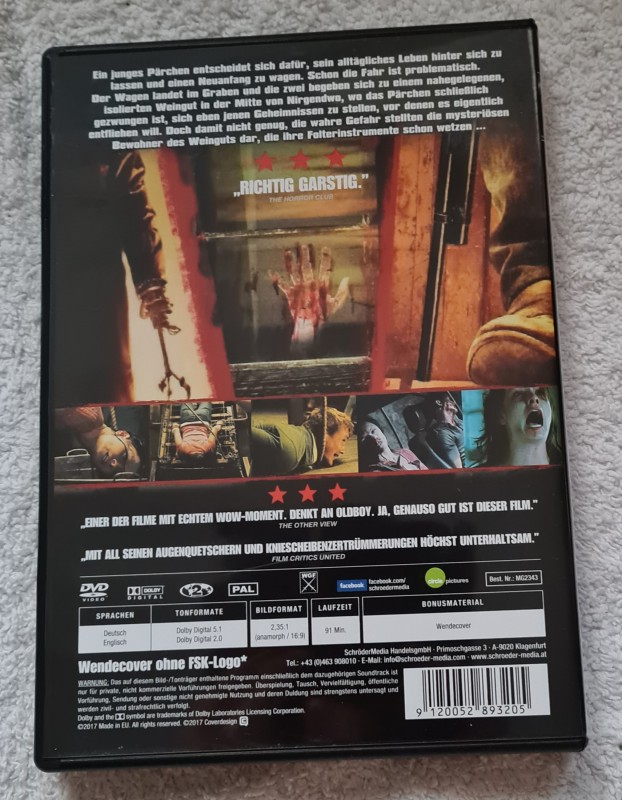 Ein junges Pärchen entscheidet sich dafür, sein alltägliches Leben hinter sich zu
lassen und einen Neuanfang zu wagen. Schon die Fahrt ist problematisch.
Der Wagen landet im Graben und die zwei begeben sich zu einem nahegelegenen,
isolierten Weingut in der Mitte von Nirgendwo, wo das Pärchen schließlich
gezwungen ist, sich eben jenen Geheimnissen zu stellen, vor denen es eigentlich
entfliehen will. Doch damit nicht genug, die wahre Gefahr stellten die mysteriösen
Bewohner des Weinguts dar, die ihre Folterinstrumente schon wetzen ...
„RICHTIG GARSTIG."
THE HORROR CLUB
„EINER DER FILME MIT ECHTEM WOW-MOMENT. DENKT AN OLDBOY. JA, GENAUSO GUT IST DIESER FILM."
THE OTHER VIEW
„MIT ALL SEINEN AUGENQUETSCHERN UND KNIESCHEIBENZERTRÜMMERUNGEN HÖCHST UNTERHALTSAM."
FILM CRITICS UNITED
DVD VIDEO
DOLBY DIGITAL
2
PAL
WGF
facebook
facebook.com/
schroedermedia
circle pictures
Best. Nr.: MG2343
SPRACHEN
Deutsch
Englisch
TONFORMATE
Dolby Digital 5.1
Dolby Digital 2.0
BILDFORMAT
2,35:1
(anamorph / 16:9)
LAUFZEIT
91 Min.
BONUSMATERIAL
Wendecover
Wendecover ohne FSK-Logo*
SchröderMedia HandelsgmbH · Primoschgasse 3 · A-9020 Klagenfurt
Tel.: +43 (0)463 908010 · E-Mail: info@schroeder-media.com · www.schroeder-media.at
WARNUNG: Das auf diesem Bild-/Tonträger enthaltene Programm einschließlich dem dazugehörigen Soundtrack ist
nur für private, nicht kommerzielle Vorführungen freigegeben. Überspielung, Tausch, Vervielfältigung, öffentliche
Vorführung, Sendung oder sonstige nicht genehmigte Nutzung und deren Duldung sind strengstens untersagt und
werden zivil- und strafrechtlich verfolgt.
Dolby and the DD symbol are trademarks of Dolby Laboratories Licensing Corporation.
©2017 Made in EU. All rights reserved. ©2017 Coverdesign
9 120052 893205